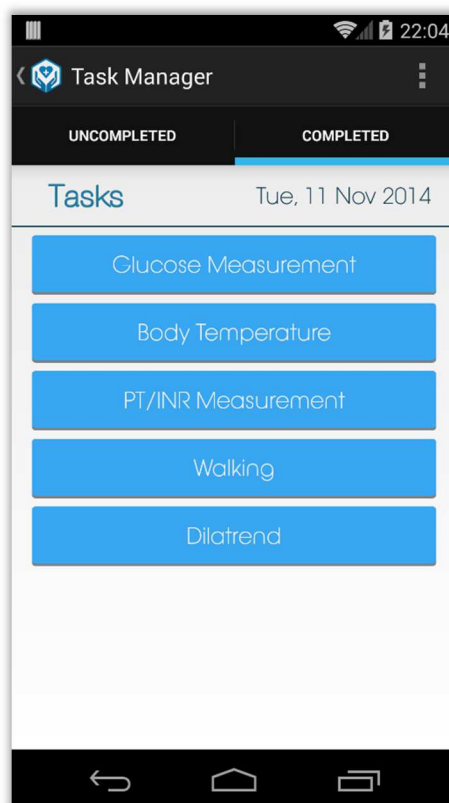 22:04
Task Manager
UNCOMPLETED COMPLETED
Tasks Tue, 11 Nov 2014
Glucose Measurement
Body Temperature
PT/INR Measurement
Walking
Dilatrend